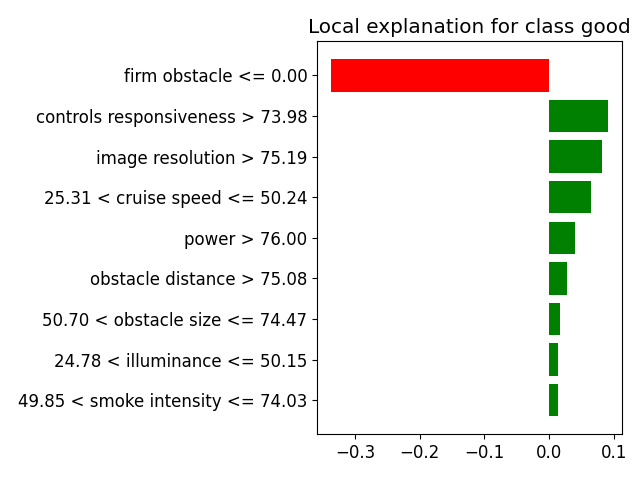 Local explanation for class good
firm obstacle <= 0.00
controls responsiveness > 73.98
image resolution > 75.19
25.31 < cruise speed <= 50.24
power > 76.00
obstacle distance > 75.08
50.70 < obstacle size <= 74.47
24.78 < illuminance <= 50.15
49.85 < smoke intensity <= 74.03
−0.3 −0.2 −0.1 0.0 0.1